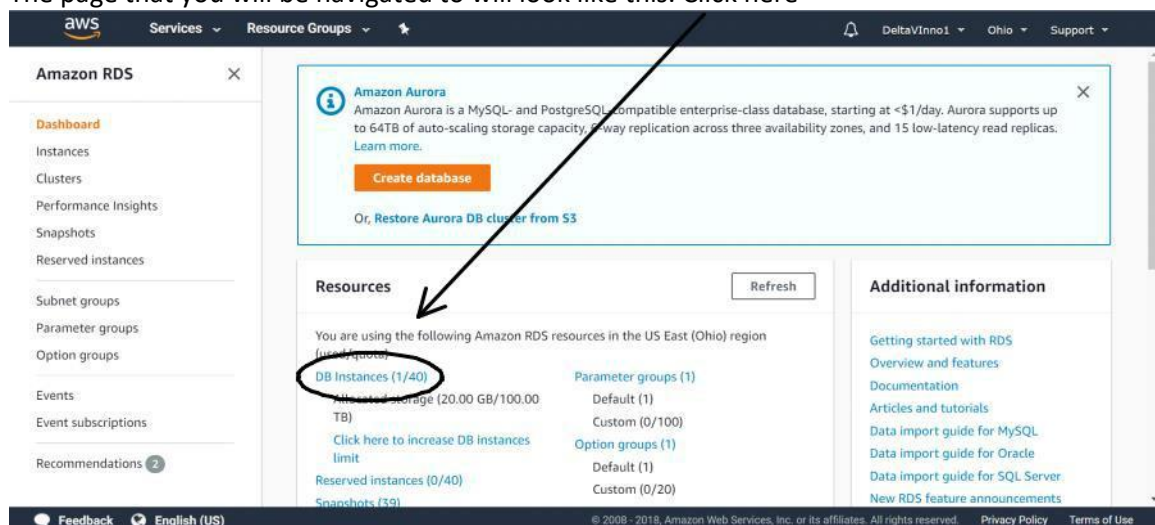 The page that you will be navigated to will look like this. Click here
aws
Services
Resource Groups
DeltaVInno1
Ohio
Support
Amazon RDS
Dashboard
Instances
Clusters
Performance Insights
Snapshots
Reserved instances
Subnet groups
Parameter groups
Option groups
Events
Event subscriptions
Recommendations 2
Amazon Aurora
Amazon Aurora is a MySQL- and PostgreSQL-compatible enterprise-class database, starting at <$1/day. Aurora supports up
to 64TB of auto-scaling storage capacity, 6-way replication across three availability zones, and 15 low-latency read replicas.
Learn more.
Create database
Or, Restore Aurora DB cluster from S3
Resources
Refresh
You are using the following Amazon RDS resources in the US East (Ohio) region
(used/quota)
DB Instances (1/40)
Allocated storage (20.00 GB/100.00
TB)
Click here to increase DB instances
limit
Reserved instances (0/40)
Snapshots (39)
Parameter groups (1)
Default (1)
Custom (0/100)
Option groups (1)
Default (1)
Custom (0/20)
Additional information
Getting started with RDS
Overview and features
Documentation
Articles and tutorials
Data import guide for MySQL
Data import guide for Oracle
Data import guide for SQL Server
New RDS feature announcements
Feedback
English (US)
© 2008 - 2018, Amazon Web Services, Inc. or its affiliates. All rights reserved.
Privacy Policy
Terms of Use